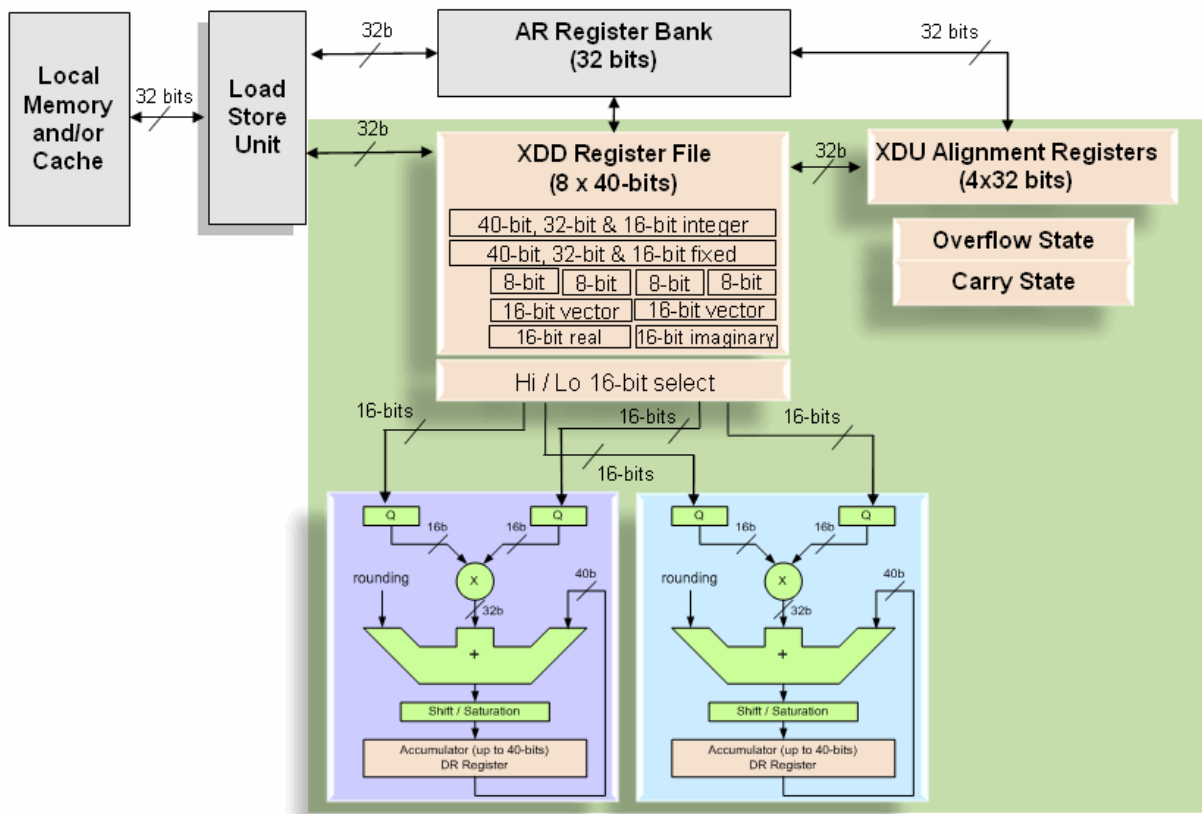 Local
Memory
and/or
Cache
32 bits
Load
Store
Unit
32b
AR Register Bank
(32 bits)
32 bits
32b
XDD Register File
(8 x 40-bits)
32b
XDU Alignment Registers
(4x32 bits)
Overflow State
Carry State
40-bit, 32-bit & 16-bit integer
40-bit, 32-bit & 16-bit fixed
8-bit
8-bit
8-bit
8-bit
16-bit vector
16-bit vector
16-bit real
16-bit imaginary
Hi / Lo 16-bit select
16-bits
16-bits
16-bits
16-bits
Q
Q
16b
16b
X
rounding
32b
40b
+
Shift / Saturation
Accumulator (up to 40-bits)
DR Register
Q
Q
16b
16b
X
rounding
32b
40b
+
Shift / Saturation
Accumulator (up to 40-bits)
DR Register